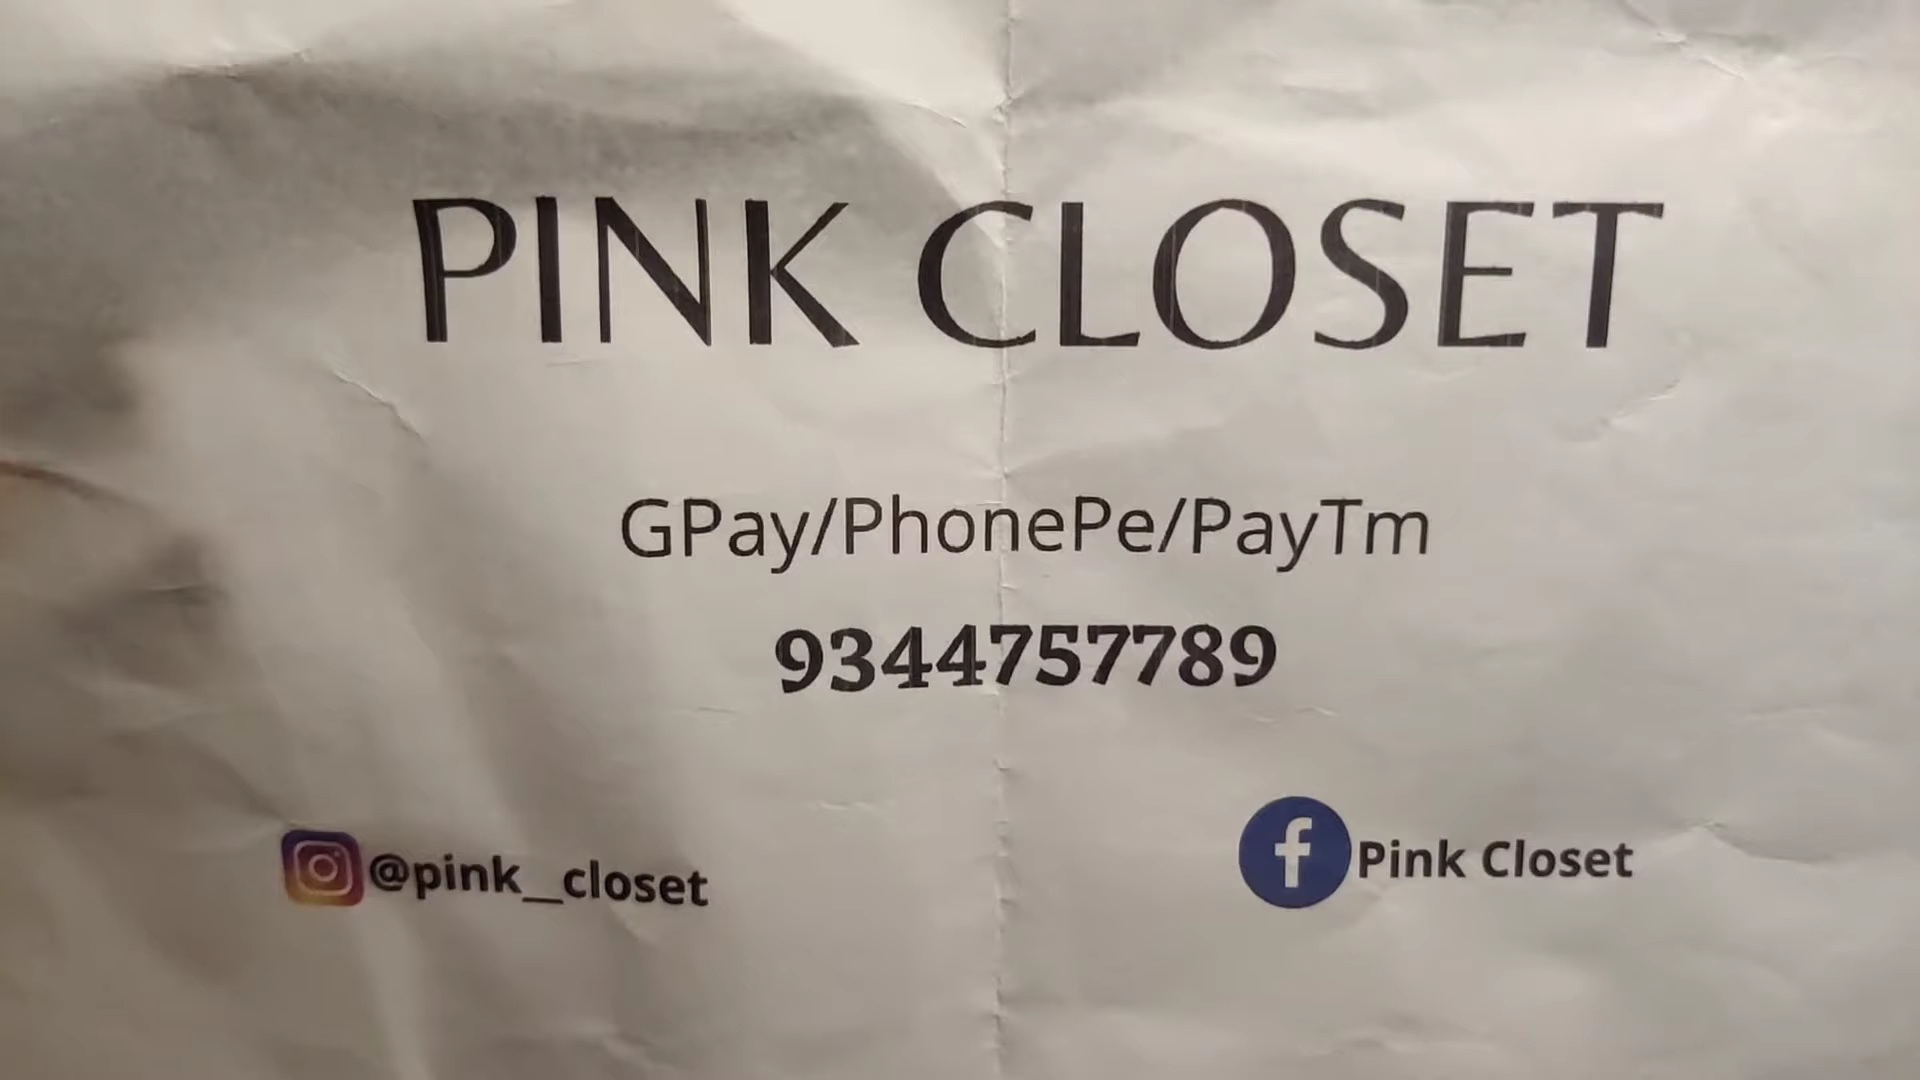 PINK CLOSET
GPay/PhonePe/PayTm
9344757789
@pink__closet
Pink Closet